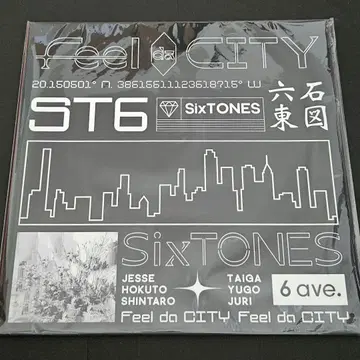 Feel da CITY
20.150501° N. 38615611123618715° W
ST6
SixTONES
石図
六東
SixTONES
JESSE TAIGA
HOKUTO YUGO
SHINTARO JURI
6 ave.
Feel da CITY Feel da CITY